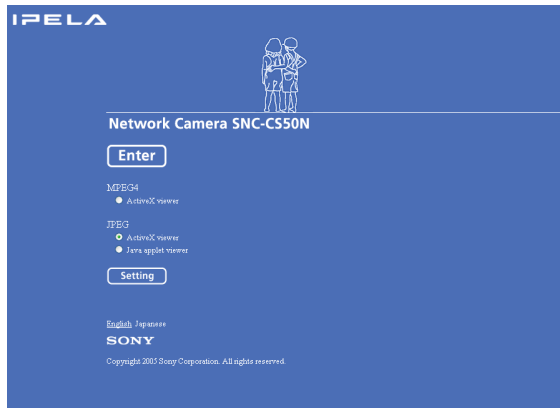 IPELA
Network Camera SNC-CS50N
Enter
MPEG4
ActiveX viewer
JPEG
ActiveX viewer
Java applet viewer
Setting
English Japanese
SONY
Copyright 2005 Sony Corporation. All rights reserved.